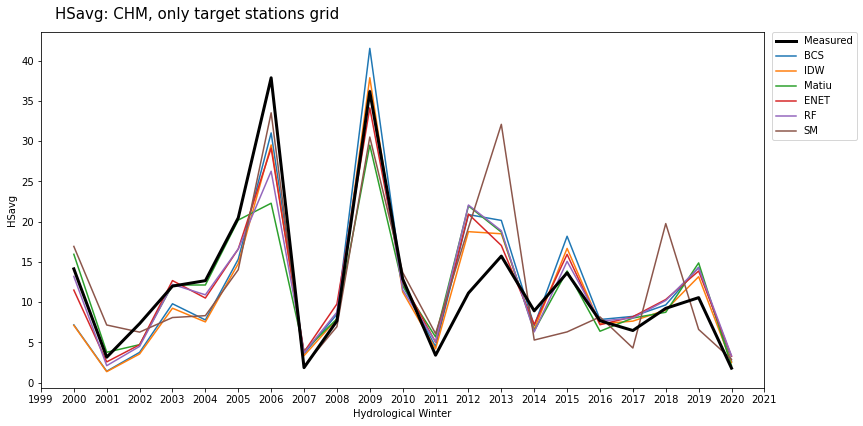 HSavg: CHM, only target stations grid
Measured
BCS
IDW
Matiu
ENET
RF
SM
HSavg
40
35
30
25
20
15
10
5
0
1999 2000 2001 2002 2003 2004 2005 2006 2007 2008 2009 2010 2011 2012 2013 2014 2015 2016 2017 2018 2019 2020 2021
Hydrological Winter